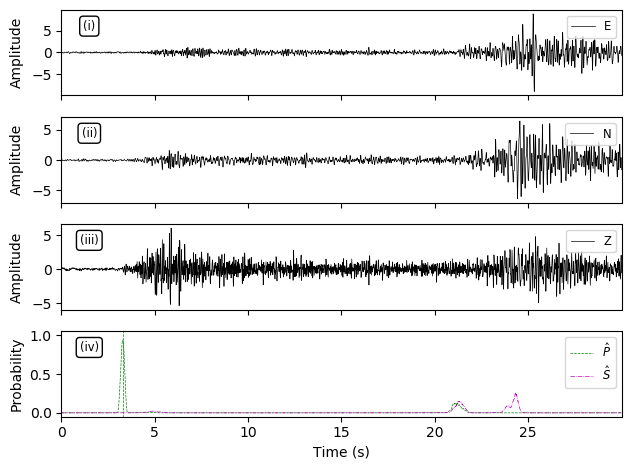 (i)
E
Amplitude
5
0
−5
(ii)
N
Amplitude
5
0
−5
(iii)
Z
Amplitude
5
0
−5
(iv)
P̂
Ŝ
Probability
1.0
0.5
0.0
0 5 10 15 20 25
Time (s)